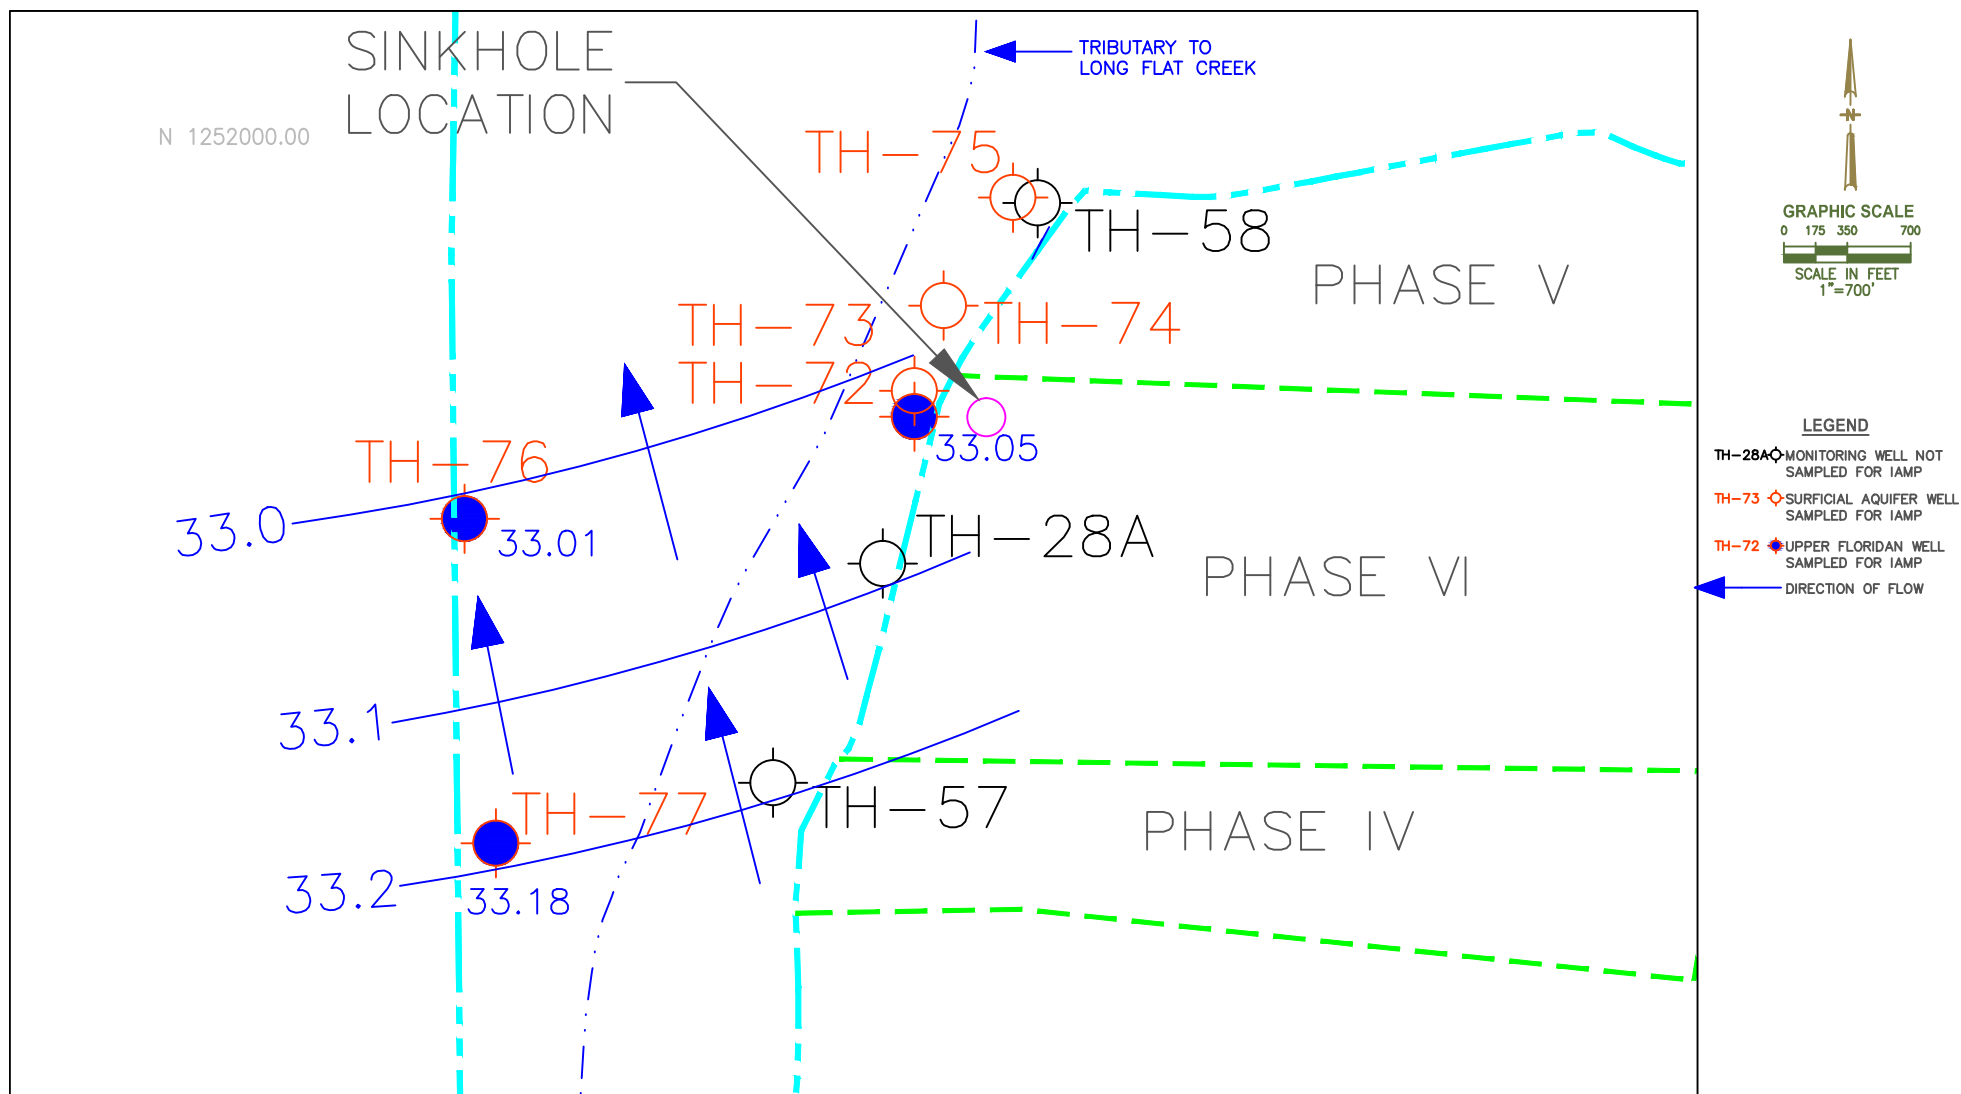 SINKHOLE
LOCATION
N 1252000.00
TRIBUTARY TO
LONG FLAT CREEK
TH-75
TH-58
PHASE V
TH-73
TH-74
TH-72
33.05
TH-76
33.0
33.01
TH-28A
PHASE VI
33.1
TH-77
TH-57
PHASE IV
33.2
33.18
N
GRAPHIC SCALE
0 175 350 700
SCALE IN FEET
1"=700'
LEGEND
TH-28A MONITORING WELL NOT
SAMPLED FOR IAMP
TH-73 SURFICIAL AQUIFER WELL
SAMPLED FOR IAMP
TH-72 UPPER FLORIDAN WELL
SAMPLED FOR IAMP
DIRECTION OF FLOW